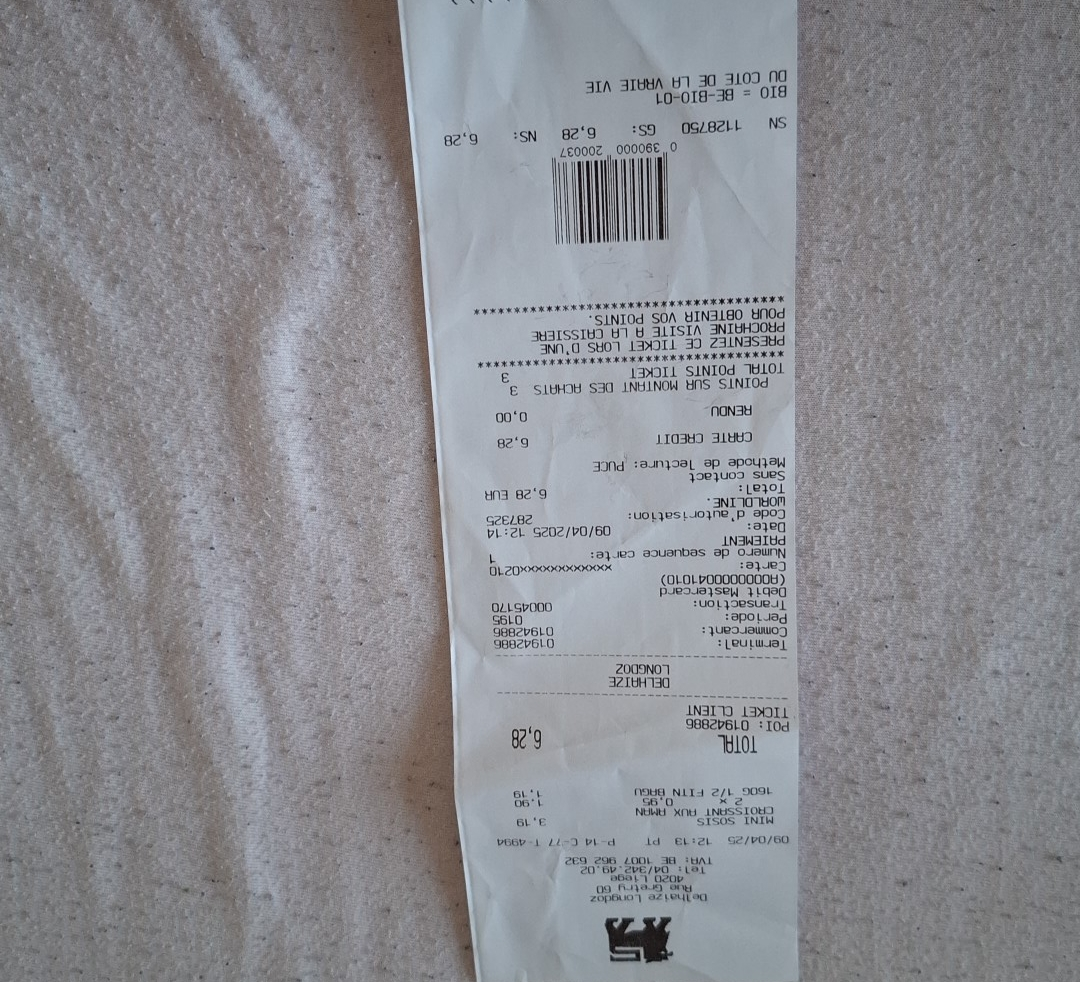 Delhaize Longdoz
Rue Gretry 60
4020 Liege
Tel: 04/342.49.02
TVA: BE 1007 962 632
09/04/25 12:13 PT P-14 C-77 T-4994
MINI SOSIS 3,19
CROISSANT AUX AMAN
2 x 0,95 1,90
160G 1/2 FITN BAGU 1,19
TOTAL 6,28
POI: 01942886
TICKET CLIENT
DELHAIZE
LONGDOZ
Terminal: 01942886
Commercant: 01942886
Periode: 0195
Transaction: 00045170
Debit Mastercard
(A0000000041010)
Carte: xxxxxxxxxxxx0210
Numero de sequence carte: 1
PAIEMENT
Date: 09/04/2025 12:14
Code d'autorisation: 287325
WORLDLINE.
Total: 6,28 EUR
Sans contact
Methode de lecture: PUCE
CARTE CREDIT 6,28
RENDU 0,00
POINTS SUR MONTANT DES ACHATS 3
TOTAL POINTS TICKET 3
PRESENTEZ CE TICKET LORS D'UNE
PROCHAINE VISITE A LA CAISSIERE
POUR OBTENIR VOS POINTS.
0 390000 200037
SN 1128750 GS: 6,28 NS: 6,28
BIO = BE-BIO-01
DU COTE DE LA VRAIE VIE